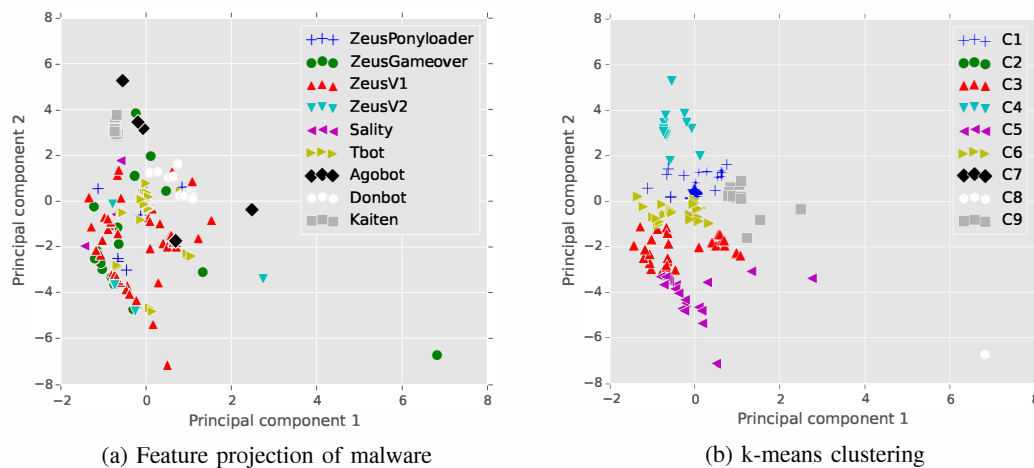 8
6
4
2
0
−2
−4
−6
−8
Principal component 2
ZeusPonyloader
ZeusGameover
ZeusV1
ZeusV2
Sality
Tbot
Agobot
Donbot
Kaiten
−2 0 2 4 6 8
Principal component 1
(a) Feature projection of malware
8
6
4
2
0
−2
−4
−6
−8
Principal component 2
C1
C2
C3
C4
C5
C6
C7
C8
C9
−2 0 2 4 6 8
Principal component 1
(b) k-means clustering